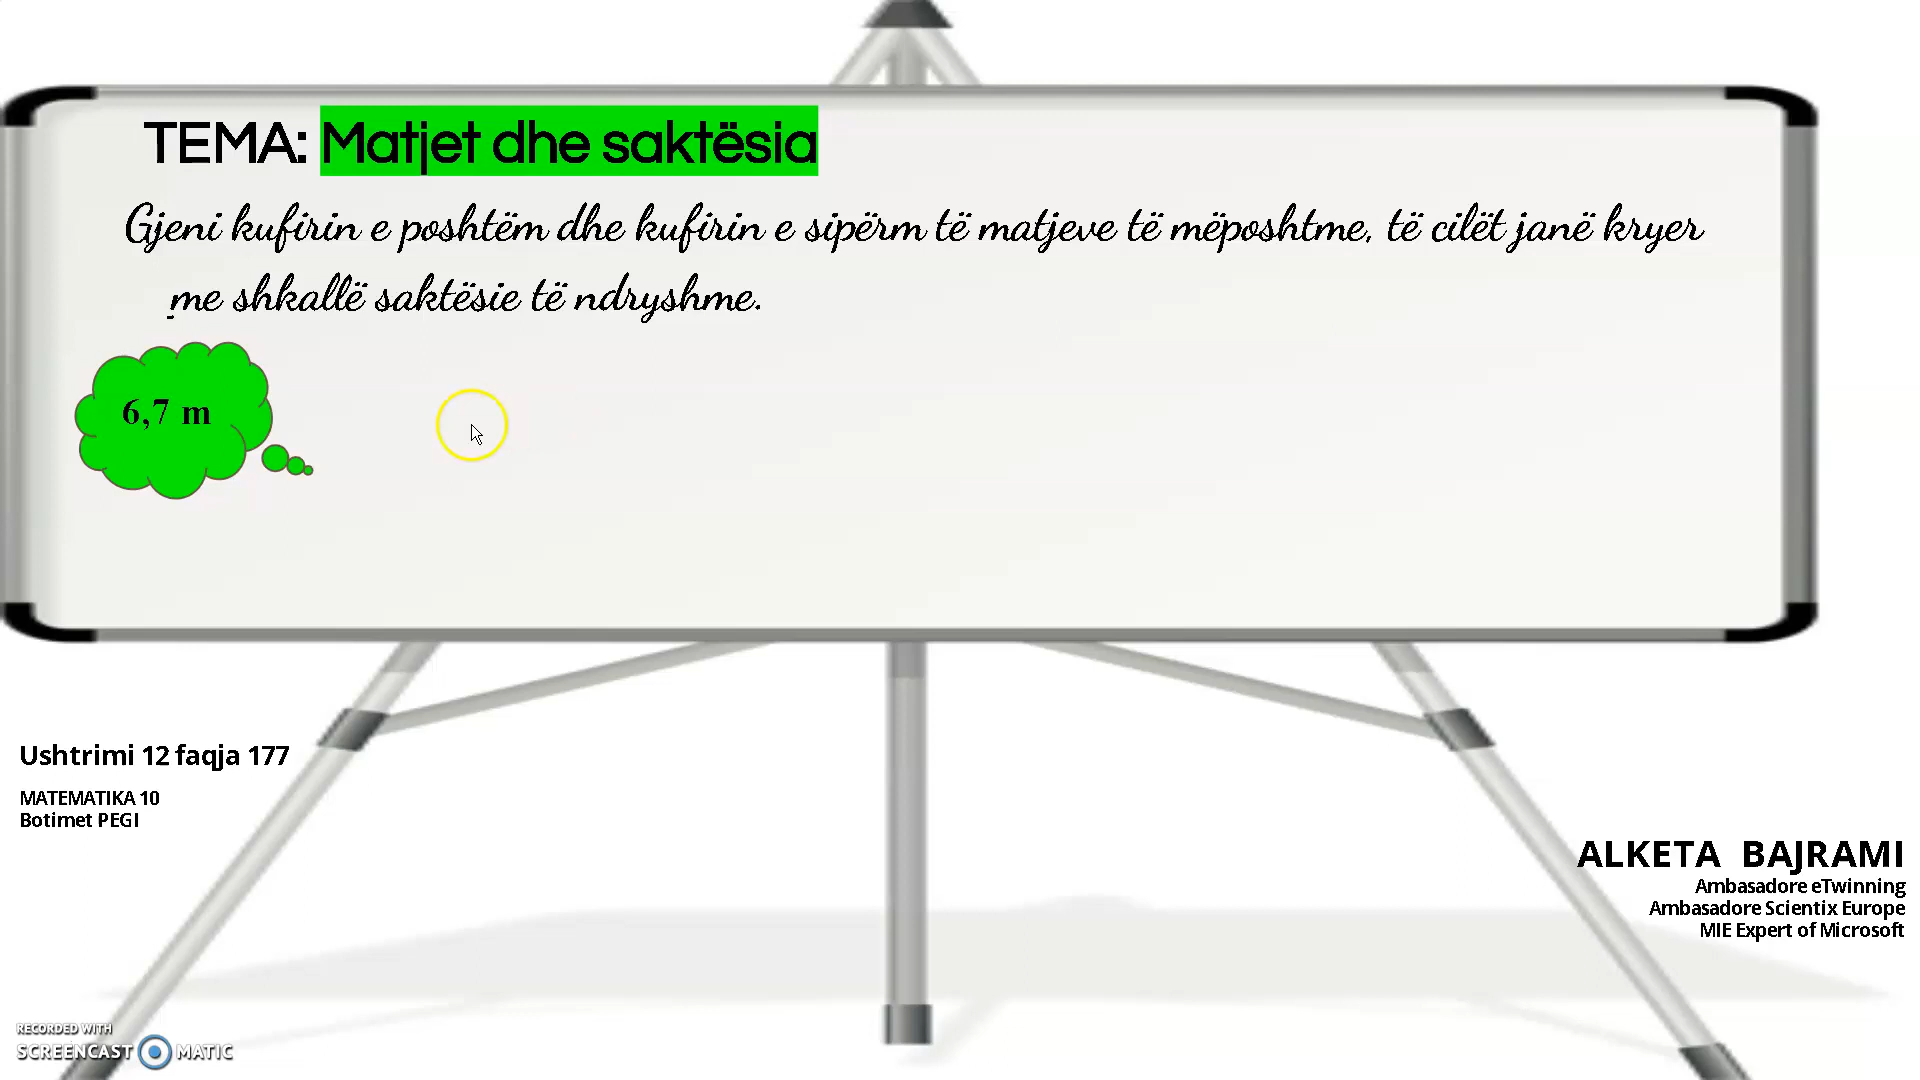 TEMA: Matjet dhe saktësia
Gjeni kufirin e poshtëm dhe kufirin e sipërm të matjeve të mëposhtme, të cilët janë kryer
me shkallë saktësie të ndryshme.
6,7 m
Ushtrimi 12 faqja 177
MATEMATIKA 10
Botimet PEGI
ALKETA BAJRAMI
Ambasadore eTwinning
Ambasadore Scientix Europe
MIE Expert of Microsoft
RECORDED WITH
SCREENCAST MATIC